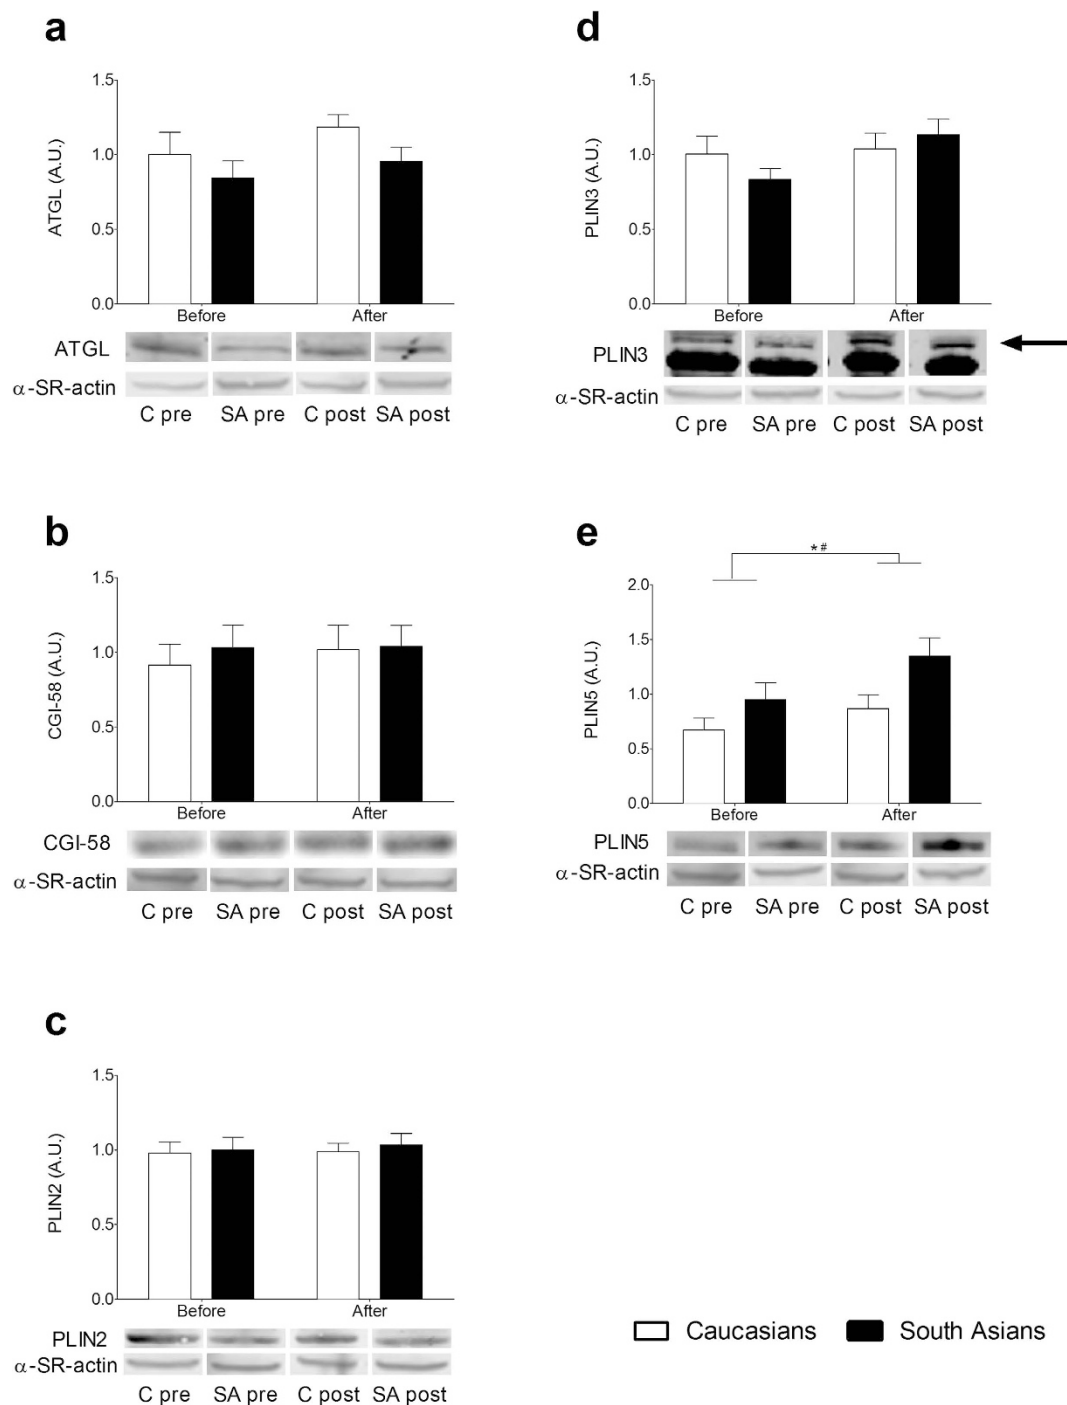 a
1.5
1.0
0.5
0.0
ATGL (A.U.)
Before After
ATGL
α-SR-actin
C pre SA pre C post SA post
b
1.5
1.0
0.5
0.0
CGI-58 (A.U.)
Before After
CGI-58
α-SR-actin
C pre SA pre C post SA post
c
1.5
1.0
0.5
0.0
PLIN2 (A.U.)
Before After
PLIN2
α-SR-actin
C pre SA pre C post SA post
d
1.5
1.0
0.5
0.0
PLIN3 (A.U.)
Before After
PLIN3
α-SR-actin
C pre SA pre C post SA post
e
*#
2.0
1.5
1.0
0.5
0.0
PLIN5 (A.U.)
Before After
PLIN5
α-SR-actin
C pre SA pre C post SA post
Caucasians South Asians